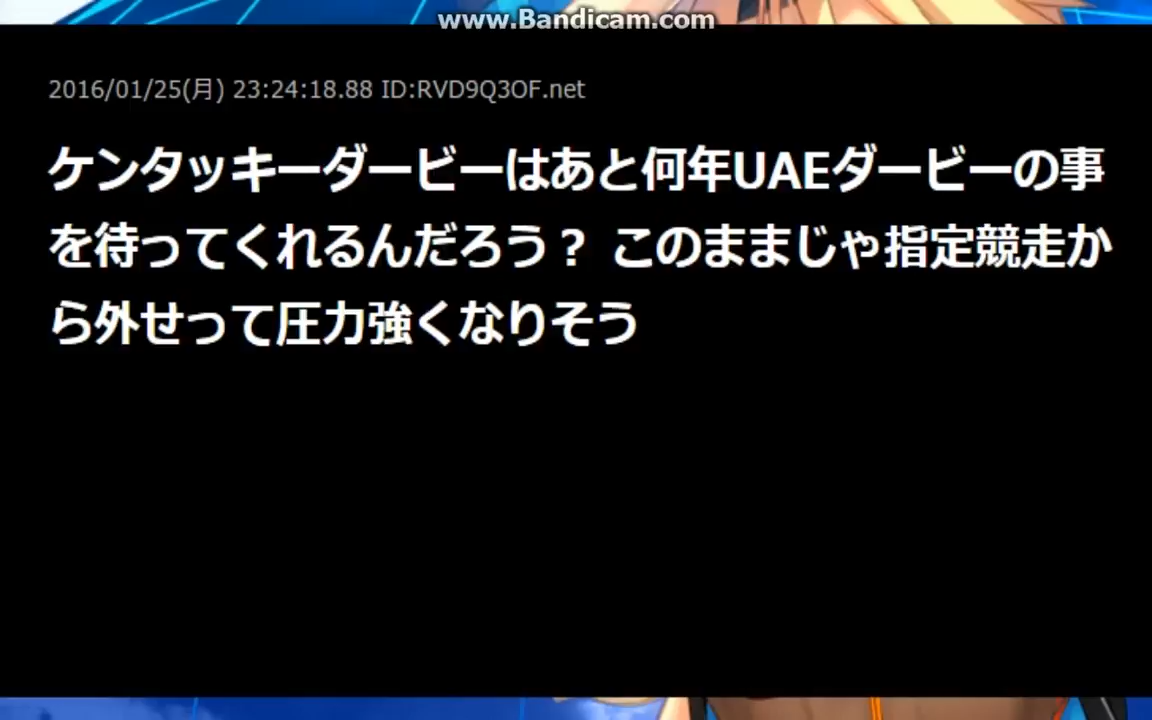 www.Bandicam.com
2016/01/25(月) 23:24:18.88 ID:RVD9Q3OF.net
ケンタッキーダービーはあと何年UAEダービーの事
を待ってくれるんだろう？ このままじゃ指定競走か
ら外せって圧力強くなりそう